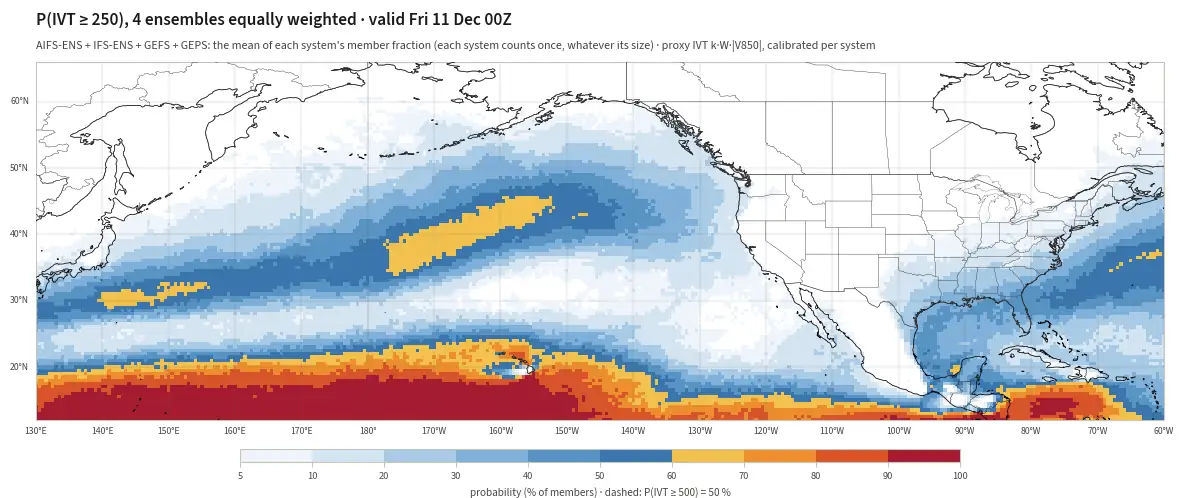 P(IVT ≥ 250), 4 ensembles equally weighted · valid Fri 11 Dec 00Z
AIFS-ENS + IFS-ENS + GEFS + GEPS: the mean of each system's member fraction (each system counts once, whatever its size) · proxy IVT k·W·|V850|, calibrated per system
60°N
50°N
40°N
30°N
20°N
130°E 140°E 150°E 160°E 170°E 180° 170°W 160°W 150°W 140°W 130°W 120°W 110°W 100°W 90°W 80°W 70°W 60°W
5 10 20 30 40 50 60 70 80 90 100
probability (% of members) · dashed: P(IVT ≥ 500) = 50 %